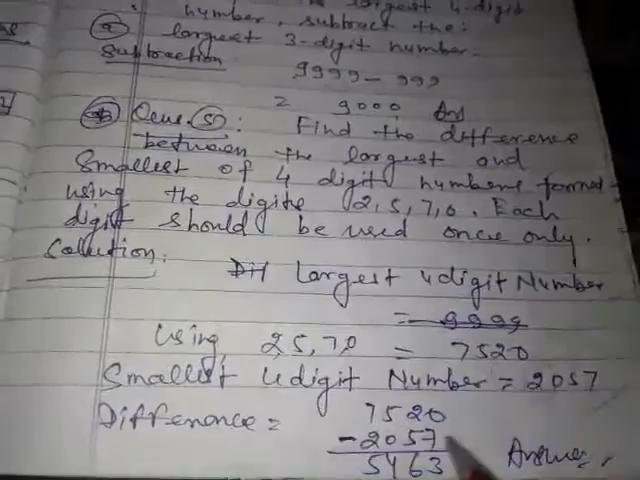 largest 4-digit
number, subtract the:
largest 3-digit number.
Subtraction 9999-999
= 9000 Ans
Ques.(5): Find the difference
between the largest and
Smallest of 4 digit numbers formed
using the digits 2,5,7,0. Each
digit should be used once only.
Solution:
Largest 4digit Number
= 9999
Using 2,5,7,0 = 7520
Smallest 4digit Number = 2057
Difference = 7520
-2057
5463 Answer